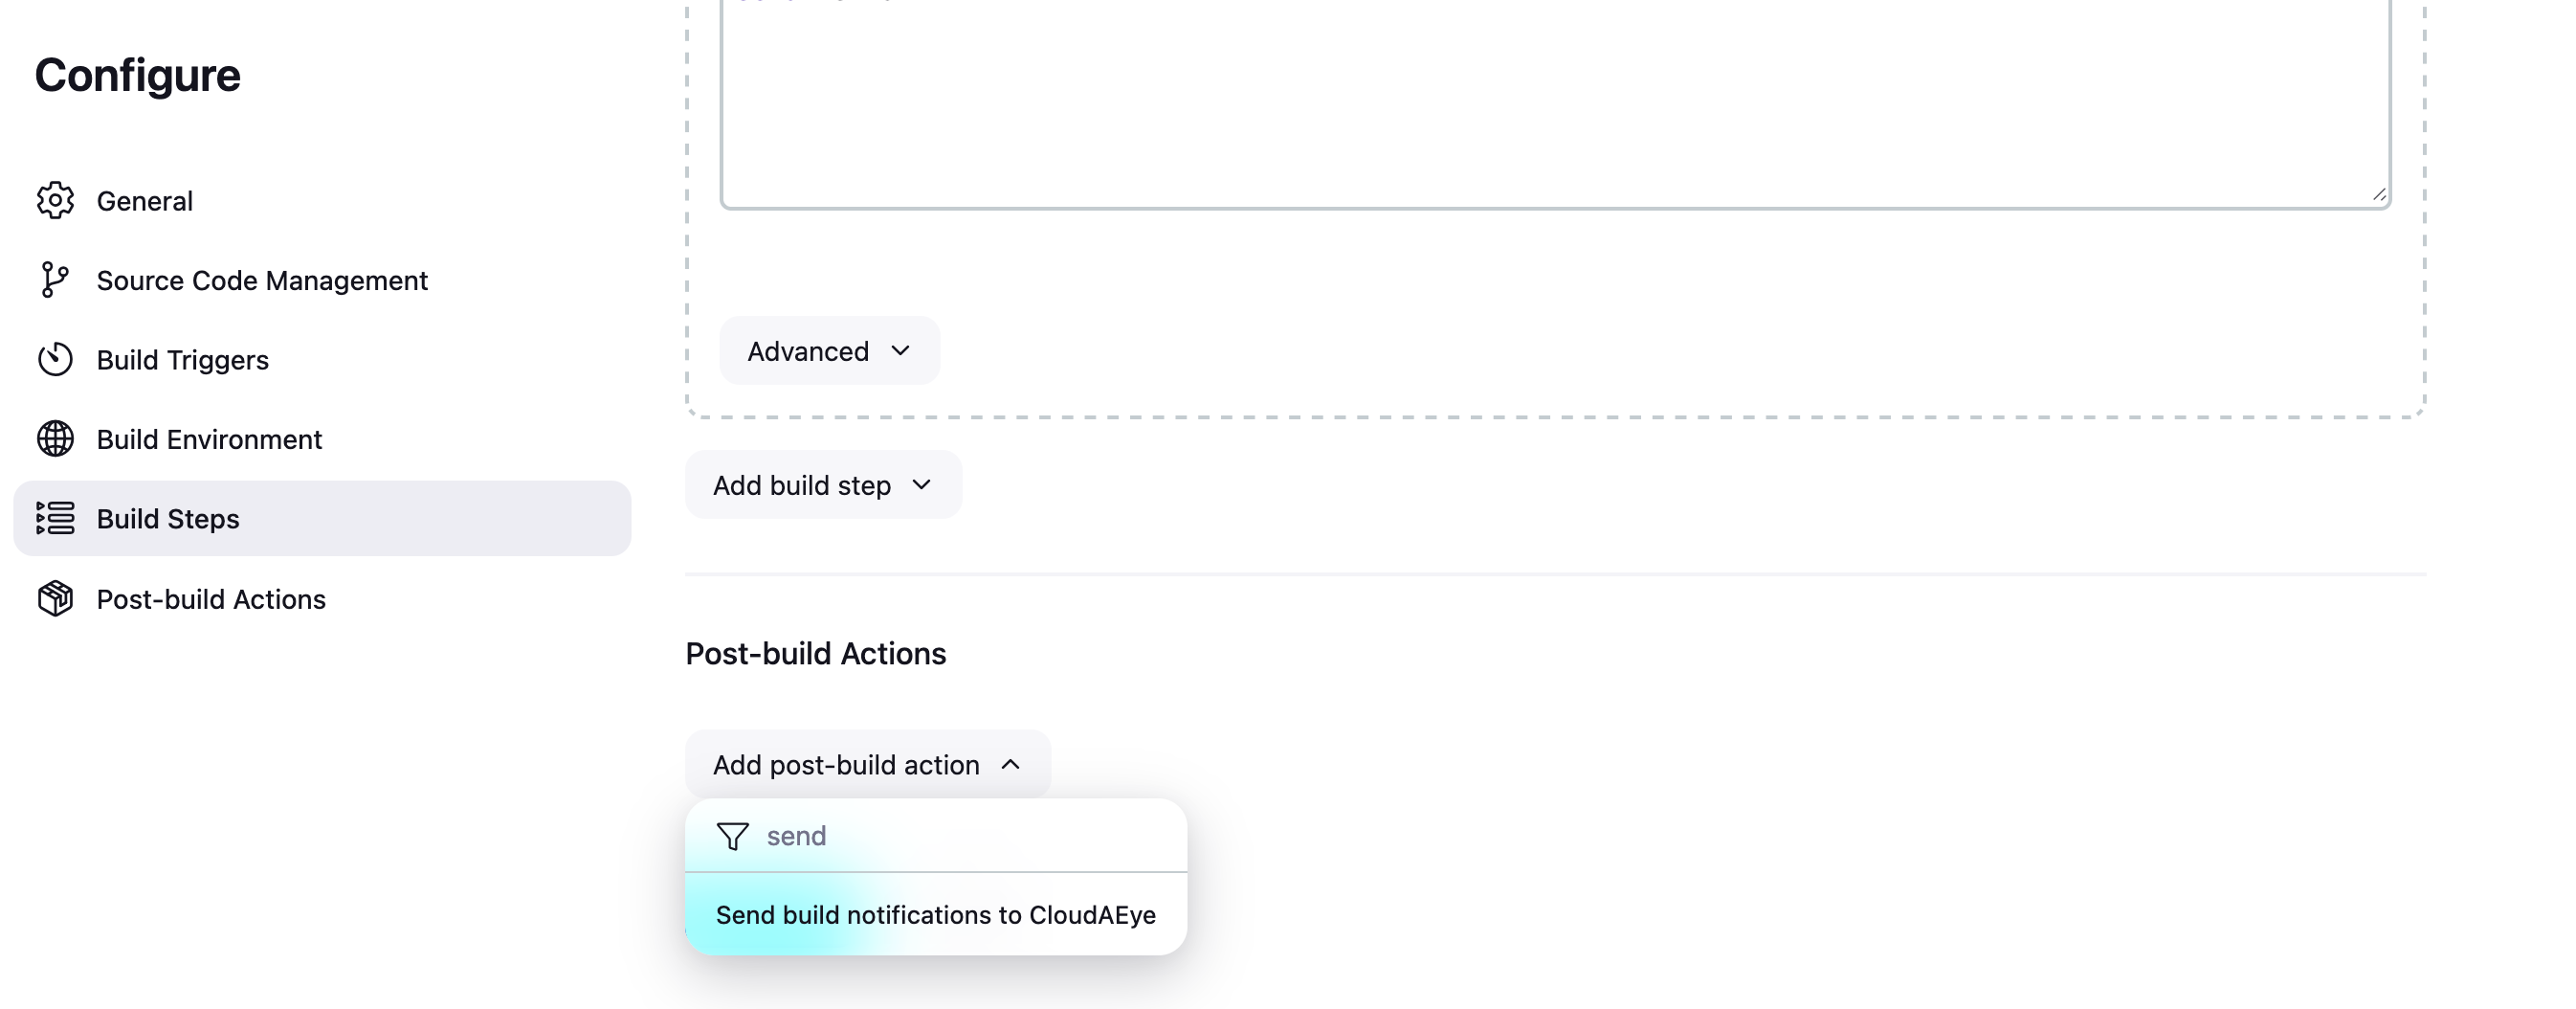 Configure
General
Source Code Management
Build Triggers
Build Environment
Build Steps
Post-build Actions
Advanced
Add build step
Post-build Actions
Add post-build action
send
Send build notifications to CloudAEye